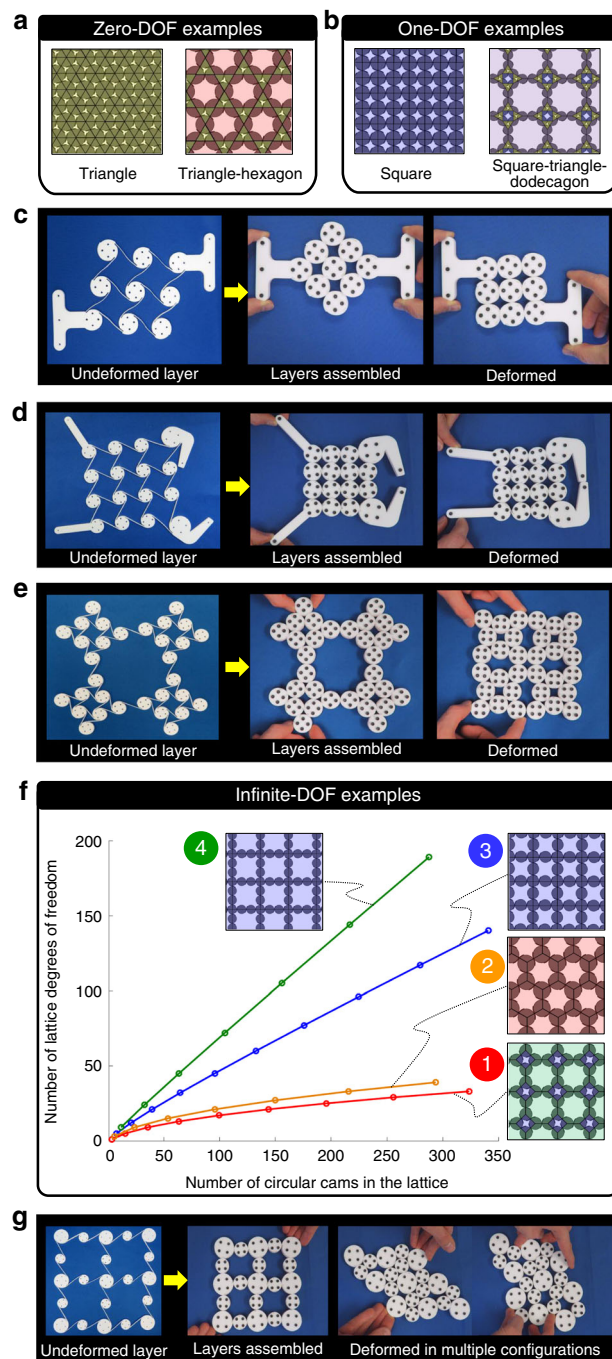 a
Zero-DOF examples
Triangle
Triangle-hexagon
b
One-DOF examples
Square
Square-triangle-
dodecagon
c
Undeformed layer
Layers assembled
Deformed
d
Undeformed layer
Layers assembled
Deformed
e
Undeformed layer
Layers assembled
Deformed
f
Infinite-DOF examples
Number of lattice degrees of freedom
200
150
100
50
0
0
50
100
150
200
250
300
350
Number of circular cams in the lattice
4
3
2
1
g
Undeformed layer
Layers assembled
Deformed in multiple configurations